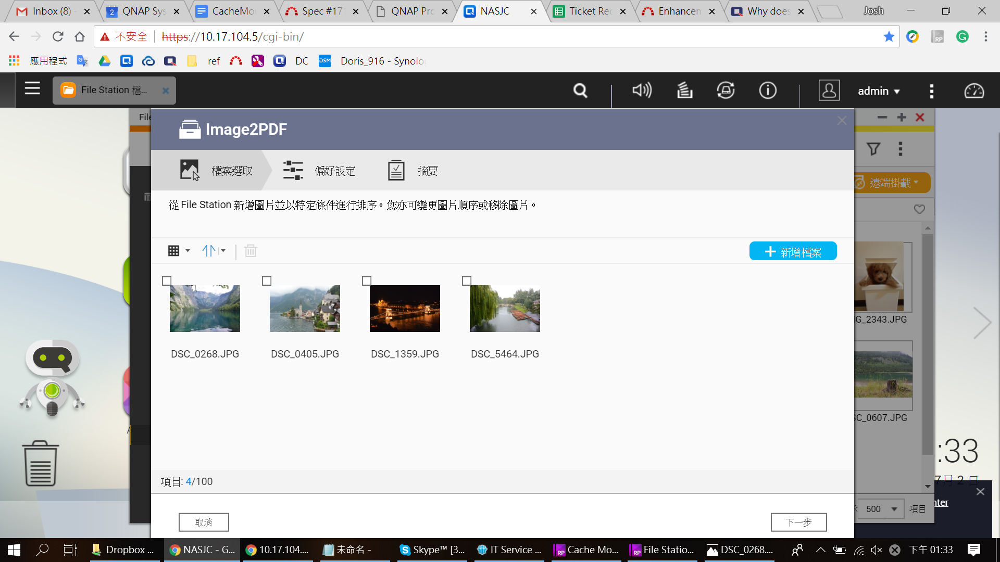 Inbox (8)
QNAP Sys
CacheMo
Spec #17
QNAP Pro
NASJC
Ticket Rec
Enhancem
Why does
Josh
不安全
https://10.17.104.5/cgi-bin/
應用程式
ref
DC
DSM
Doris_916 - Synolo
File Station 檔...
admin
File
Image2PDF
檔案選取
偏好設定
摘要
遠端掛載
從 File Station 新增圖片並以特定條件進行排序。您亦可變更圖片順序或移除圖片。
新增檔案
G_2343.JPG
DSC_0268.JPG
DSC_0405.JPG
DSC_1359.JPG
DSC_5464.JPG
SC_0607.JPG
:33
項目: 4/100
7月 2 日
nter
500
項目
取消
下一步
Dropbox ...
NASJC - G...
10.17.104....
未命名 -
Skype™ [3...
IT Service ...
Cache Mo...
File Statio...
DSC_0268....
下午 01:33